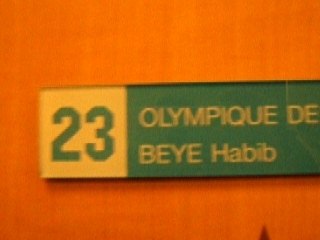 23
OLYMPIQUE DE
BEYE Habib